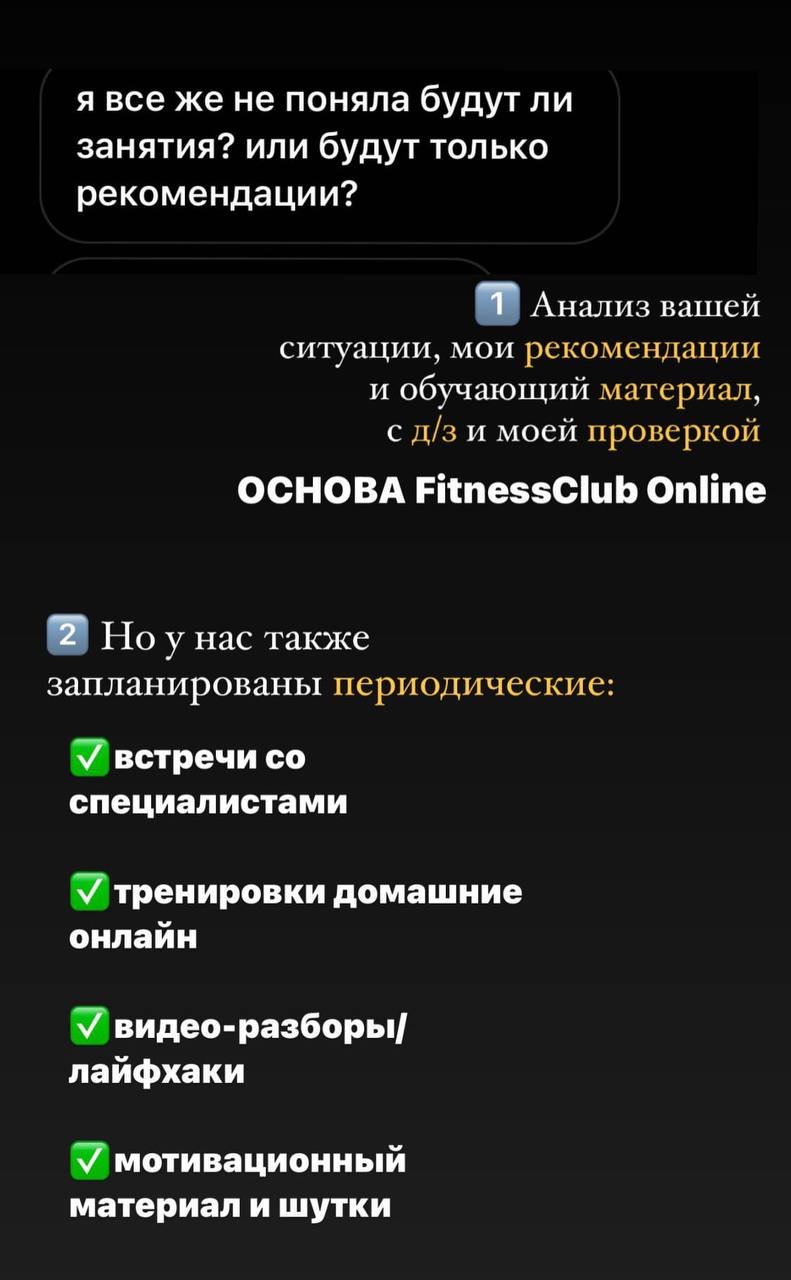 я все же не поняла будут ли
занятия? или будут только
рекомендации?
1️⃣ Анализ вашей
ситуации, мои рекомендации
и обучающий материал,
с д/з и моей проверкой
ОСНОВА FitnessClub Online
2️⃣ Но у нас также
запланированы периодические:
✅встречи со
специалистами
✅тренировки домашние
онлайн
✅видео-разборы/
лайфхаки
✅мотивационный
материал и шутки